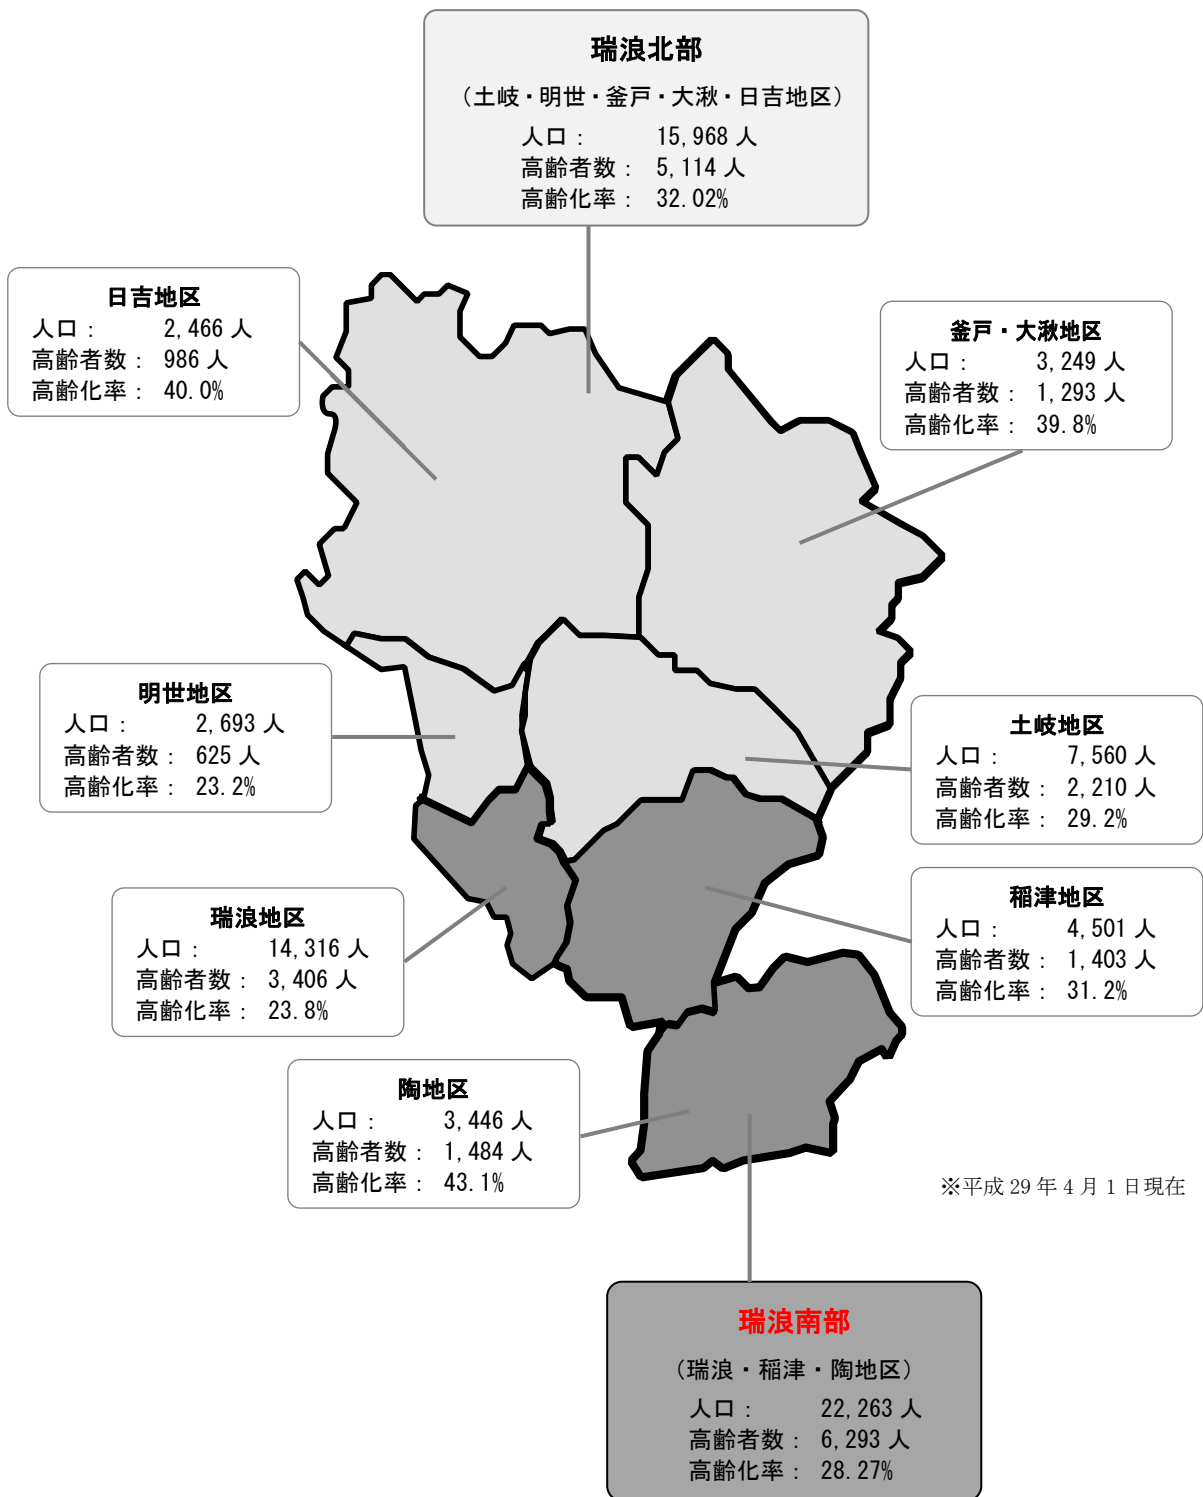 瑞浪北部
（土岐・明世・釜戸・大湫・日吉地区）
人口： 15,968 人
高齢者数： 5,114 人
高齢化率： 32.02%
日吉地区
人口： 2,466 人
高齢者数： 986 人
高齢化率： 40.0%
釜戸・大湫地区
人口： 3,249 人
高齢者数： 1,293 人
高齢化率： 39.8%
明世地区
人口： 2,693 人
高齢者数： 625 人
高齢化率： 23.2%
土岐地区
人口： 7,560 人
高齢者数： 2,210 人
高齢化率： 29.2%
瑞浪地区
人口： 14,316 人
高齢者数： 3,406 人
高齢化率： 23.8%
稲津地区
人口： 4,501 人
高齢者数： 1,403 人
高齢化率： 31.2%
陶地区
人口： 3,446 人
高齢者数： 1,484 人
高齢化率： 43.1%
※平成 29 年 4 月 1 日現在
瑞浪南部
（瑞浪・稲津・陶地区）
人口： 22,263 人
高齢者数： 6,293 人
高齢化率： 28.27%